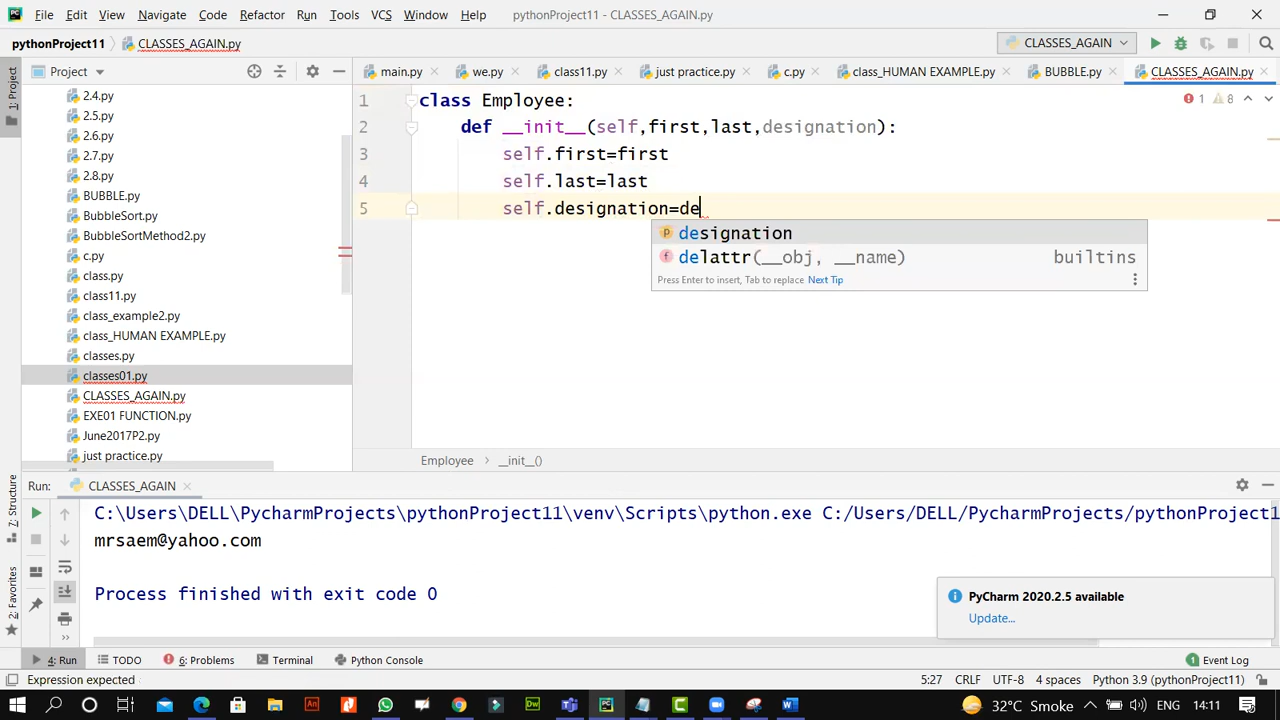 File Edit View Navigate Code Refactor Run Tools VCS Window Help pythonProject11 - CLASSES_AGAIN.py
pythonProject11 CLASSES_AGAIN.py CLASSES_AGAIN
1: Project
Project main.py we.py class11.py just practice.py c.py class_HUMAN EXAMPLE.py BUBBLE.py CLASSES_AGAIN.py
2.4.py
2.5.py
2.6.py
2.7.py
2.8.py
BUBBLE.py
BubbleSort.py
BubbleSortMethod2.py
c.py
class.py
class11.py
class_example2.py
class_HUMAN EXAMPLE.py
classes.py
classes01.py
CLASSES_AGAIN.py
EXE01 FUNCTION.py
June2017P2.py
just practice.py
1 class Employee:
1 8
2 def __init__(self,first,last,designation):
3 self.first=first
4 self.last=last
5 self.designation=de
designation
delattr(__obj, __name) builtins
Press Enter to insert, Tab to replace Next Tip
Employee __init__()
Run: CLASSES_AGAIN
7: Structure
2: Favorites
C:\Users\DELL\PycharmProjects\pythonProject11\venv\Scripts\python.exe C:/Users/DELL/PycharmProjects/pythonProject1
mrsaem@yahoo.com
Process finished with exit code 0
PyCharm 2020.2.5 available
Update...
4: Run TODO 6: Problems Terminal Python Console 1 Event Log
Expression expected 5:27 CRLF UTF-8 4 spaces Python 3.9 (pythonProject11)
32°C Smoke ENG 14:11